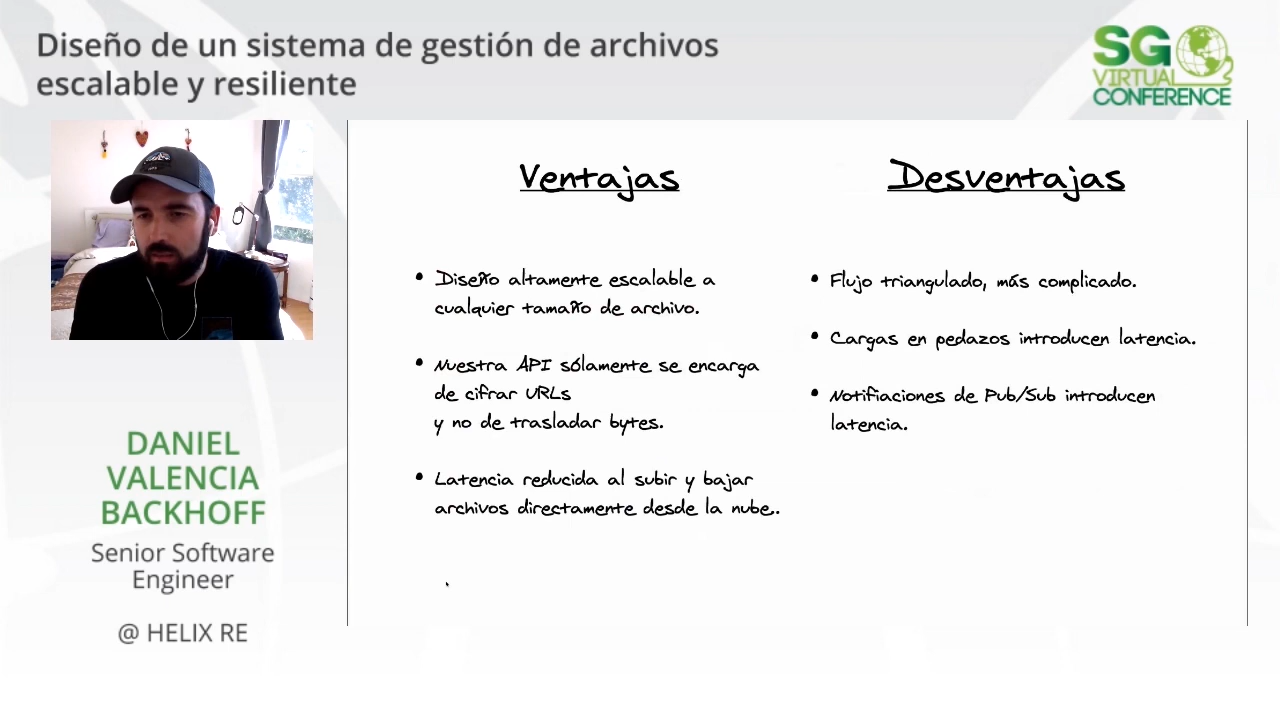 Diseño de un sistema de gestión de archivos
escalable y resiliente
SG
VIRTUAL
CONFERENCE
Ventajas
Desventajas
• Diseño altamente escalable a
cualquier tamaño de archivo.
• Nuestra API sólamente se encarga
de cifrar URLs
y no de trasladar bytes.
• Latencia reducida al subir y bajar
archivos directamente desde la nube..
• Flujo triangulado, más complicado.
• Cargas en pedazos introducen latencia.
• Notifiaciones de Pub/Sub introducen
latencia.
DANIEL
VALENCIA
BACKHOFF
Senior Software
Engineer
@ HELIX RE